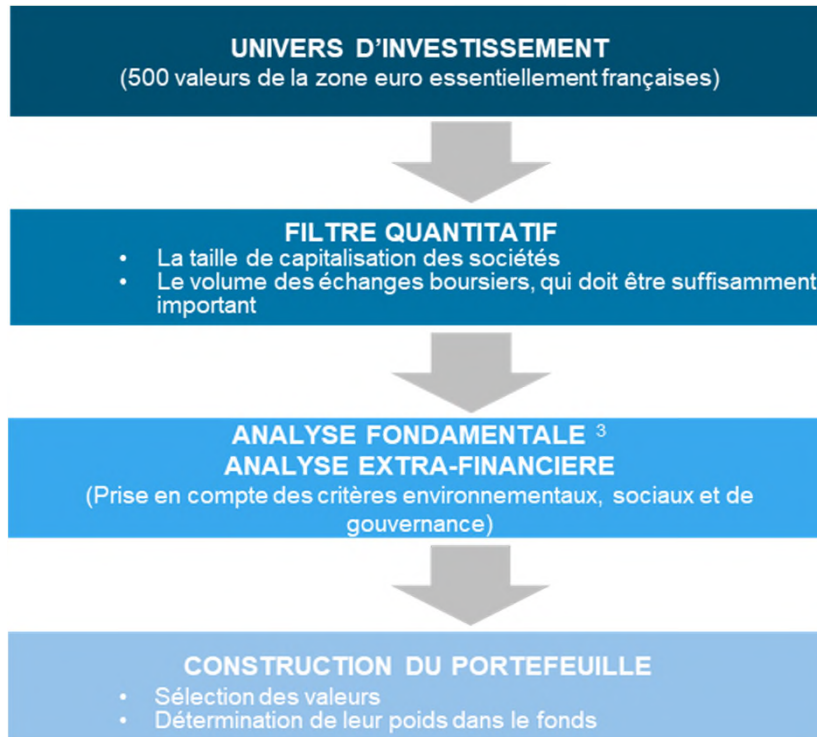 UNIVERS D’INVESTISSEMENT
(500 valeurs de la zone euro essentiellement françaises)
FILTRE QUANTITATIF
• La taille de capitalisation des sociétés
• Le volume des échanges boursiers, qui doit être suffisamment
important
ANALYSE FONDAMENTALE ³
ANALYSE EXTRA-FINANCIERE
(Prise en compte des critères environnementaux, sociaux et de
gouvernance)
CONSTRUCTION DU PORTEFEUILLE
• Sélection des valeurs
• Détermination de leur poids dans le fonds